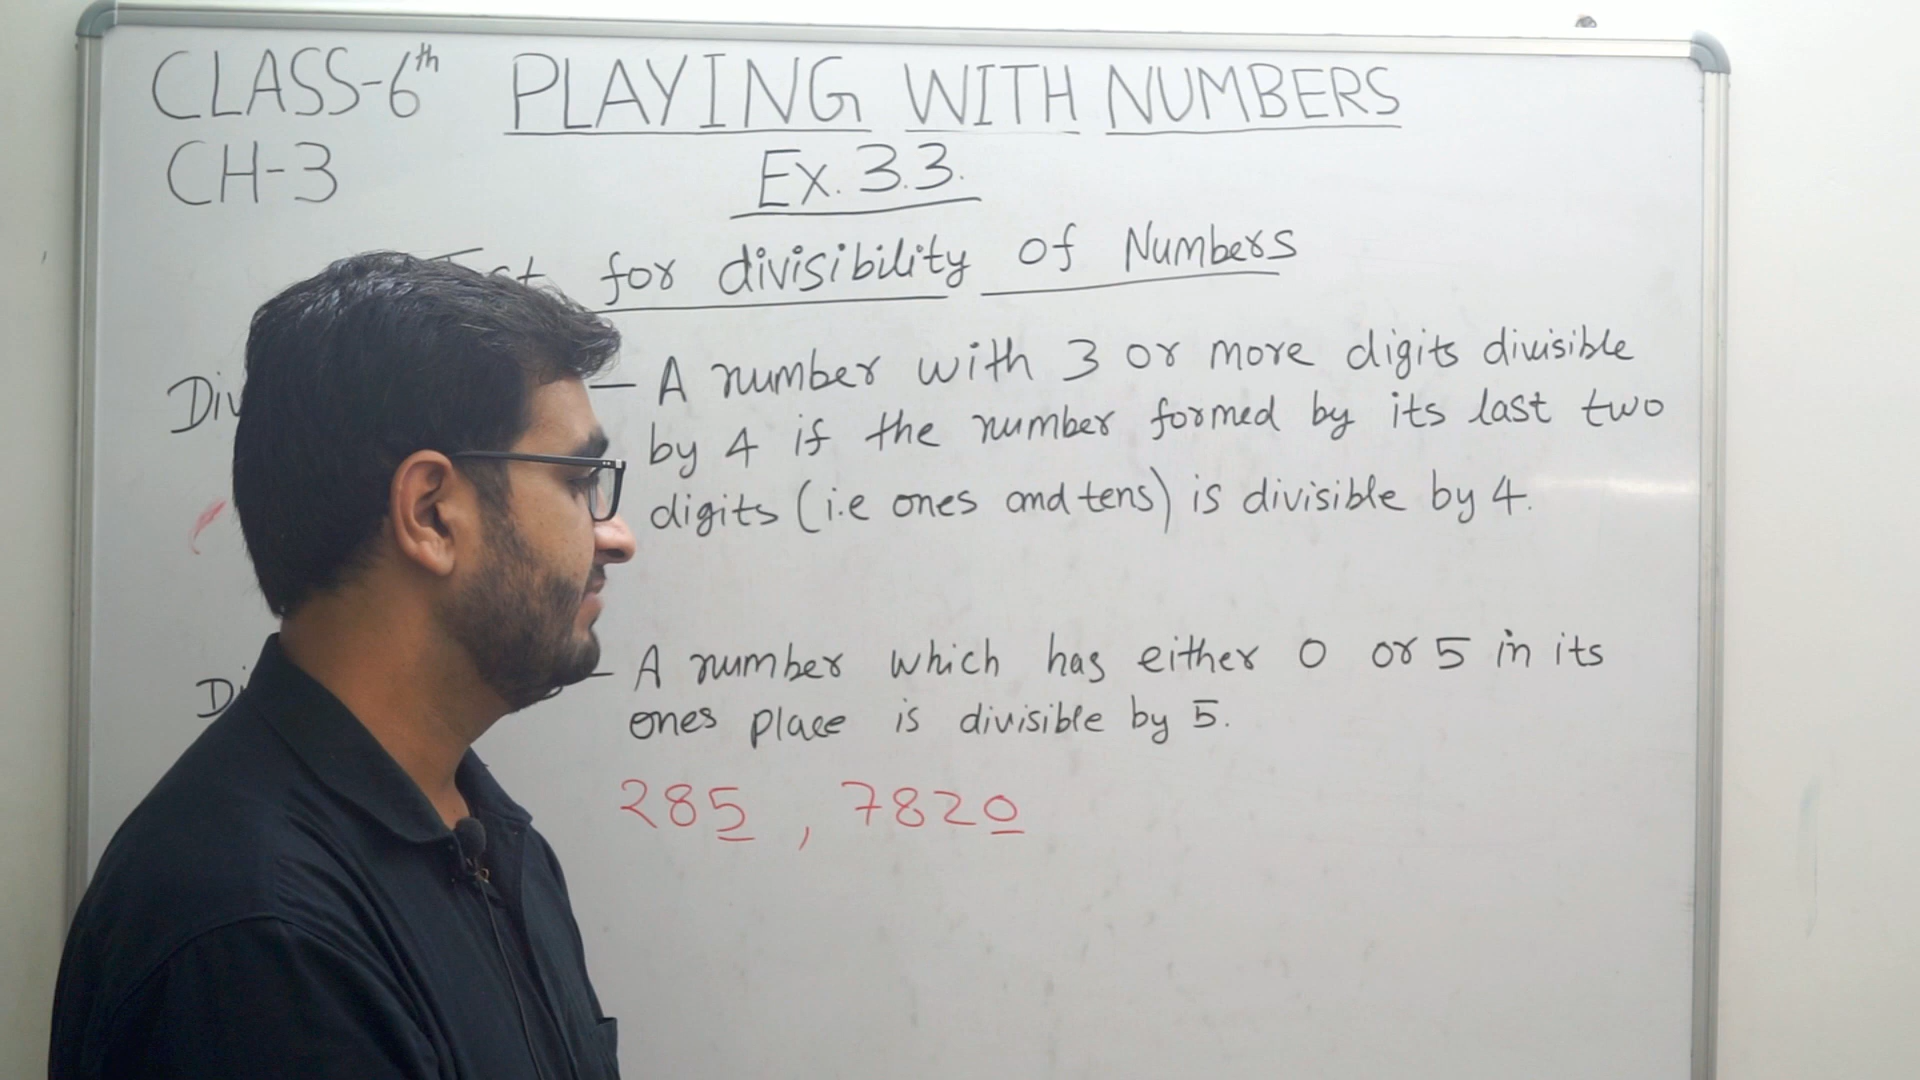 CLASS-6th PLAYING WITH NUMBERS
CH-3 Ex. 3.3.
for divisibility of Numbers
Div — A number with 3 or more digits divisible
by 4 if the number formed by its last two
digits (i.e ones and tens) is divisible by 4.
Di — A number which has either 0 or 5 in its
ones place is divisible by 5.
285 , 7820